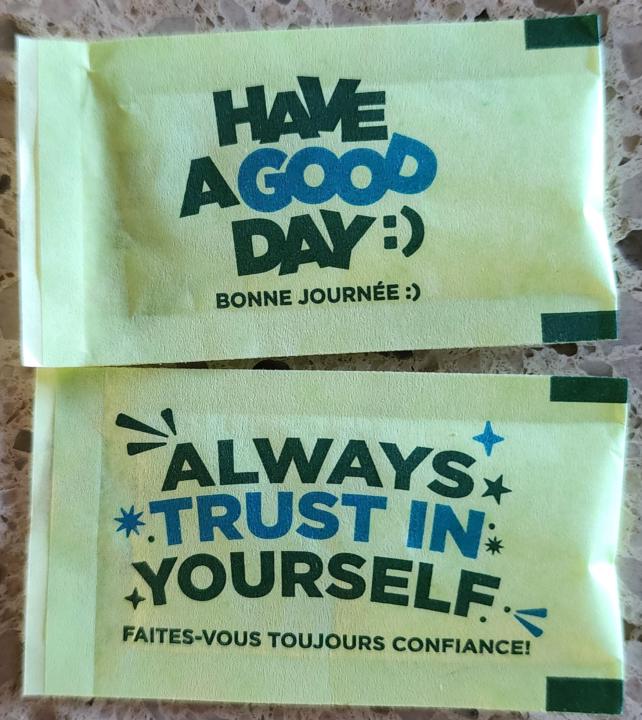 HAVE
A GOOD
DAY :)
BONNE JOURNÉE :)
ALWAYS
TRUST IN
YOURSELF
FAITES-VOUS TOUJOURS CONFIANCE!